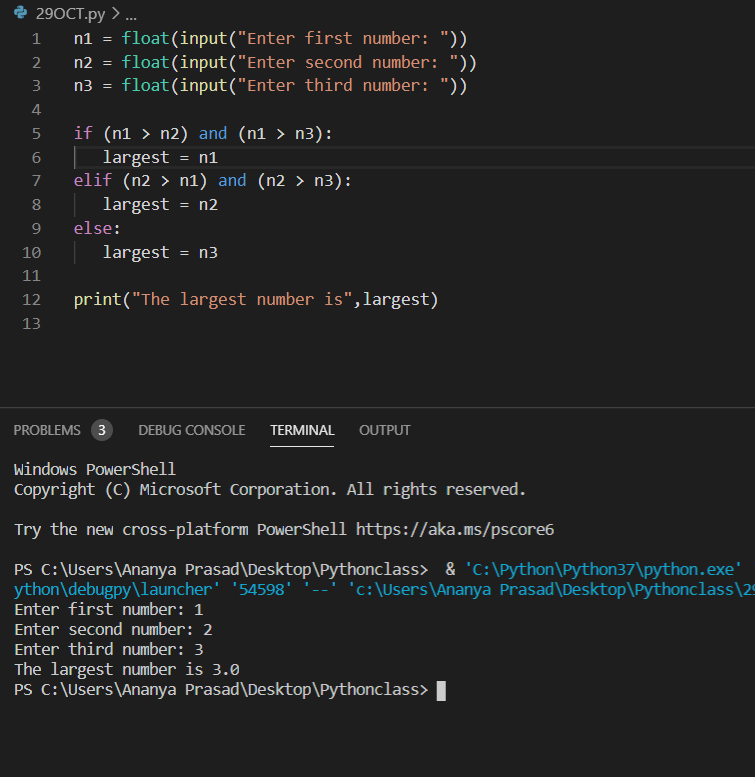 29OCT.py > ...
1 n1 = float(input("Enter first number: "))
2 n2 = float(input("Enter second number: "))
3 n3 = float(input("Enter third number: "))
4
5 if (n1 > n2) and (n1 > n3):
6    largest = n1
7 elif (n2 > n1) and (n2 > n3):
8    largest = n2
9 else:
10    largest = n3
11
12 print("The largest number is",largest)
13
PROBLEMS 3 DEBUG CONSOLE TERMINAL OUTPUT
Windows PowerShell
Copyright (C) Microsoft Corporation. All rights reserved.
Try the new cross-platform PowerShell https://aka.ms/pscore6
PS C:\Users\Ananya Prasad\Desktop\Pythonclass>  & 'C:\Python\Python37\python.exe'
ython\debugpy\launcher' '54598' '--' 'c:\Users\Ananya Prasad\Desktop\Pythonclass\29
Enter first number: 1
Enter second number: 2
Enter third number: 3
The largest number is 3.0
PS C:\Users\Ananya Prasad\Desktop\Pythonclass>